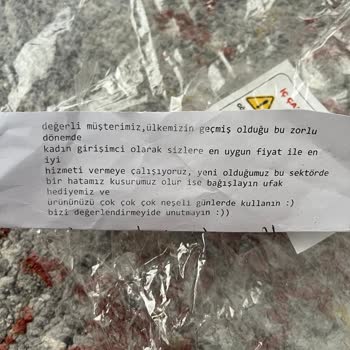 İÇ ÇA
değerli müşterimiz,ülkemizin geçmiş olduğu bu zorlu
dönemde
kadın girişimci olarak sizlere en uygun fiyat ile en
iyi
hizmeti vermeye çalışıyoruz, yeni olduğumuz bu sektörde
bir hatamız kusurumuz olur ise bağışlayın ufak
hediyemiz ve
ürününüzü çok çok çok neşeli günlerde kullanın :)
bizi değerlendirmeyide unutmayın :))